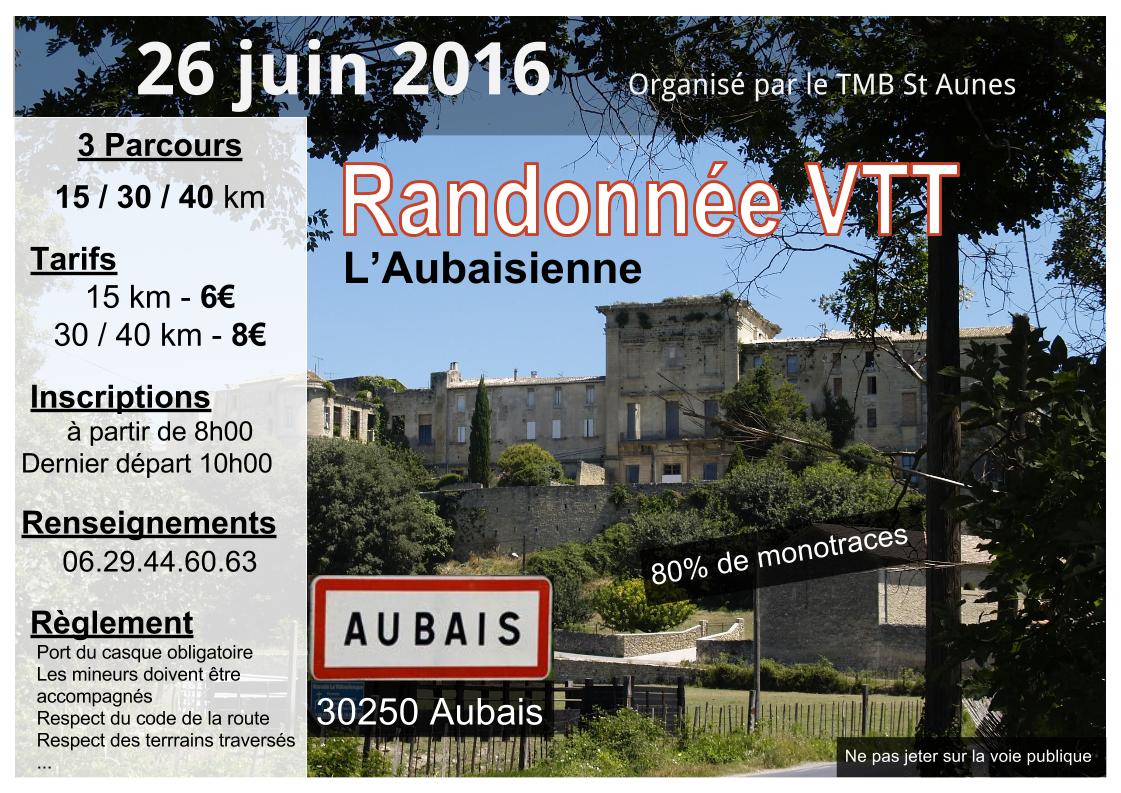 26 juin 2016
Organisé par le TMB St Aunes
3 Parcours
15 / 30 / 40 km
Tarifs
15 km - 6€
30 / 40 km - 8€
Inscriptions
à partir de 8h00
Dernier départ 10h00
Renseignements
06.29.44.60.63
Règlement
Port du casque obligatoire
Les mineurs doivent être
accompagnés
Respect du code de la route
Respect des terrrains traversés
...
Randonnée VTT
L’Aubaisienne
80% de monotraces
AUBAIS
30250 Aubais
Ne pas jeter sur la voie publique